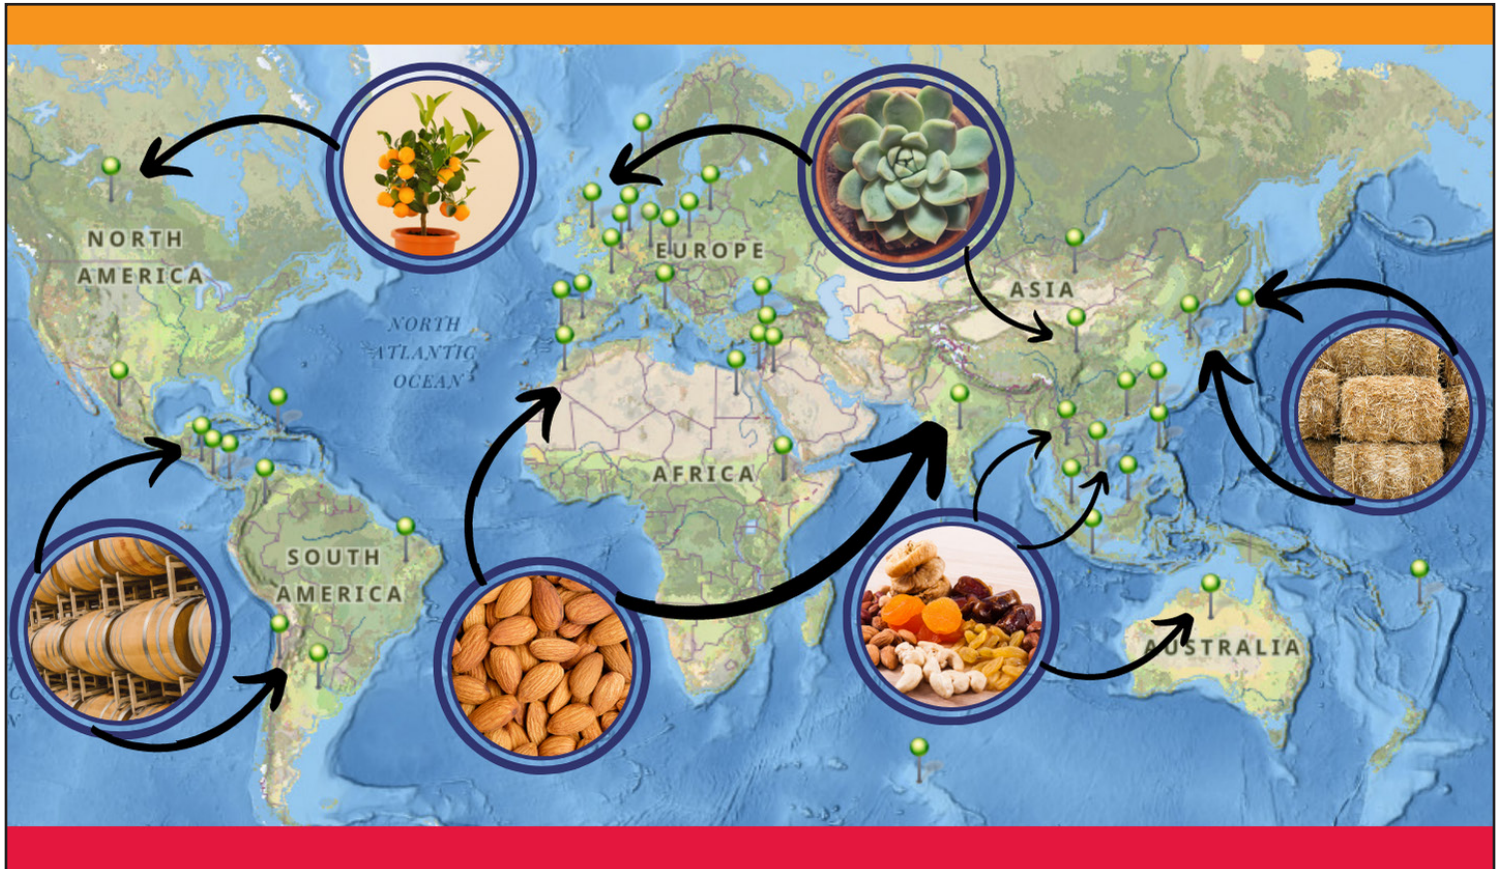 NORTH
AMERICA
EUROPE
ASIA
NORTH
ATLANTIC
OCEAN
AFRICA
SOUTH
AMERICA
AUSTRALIA
C